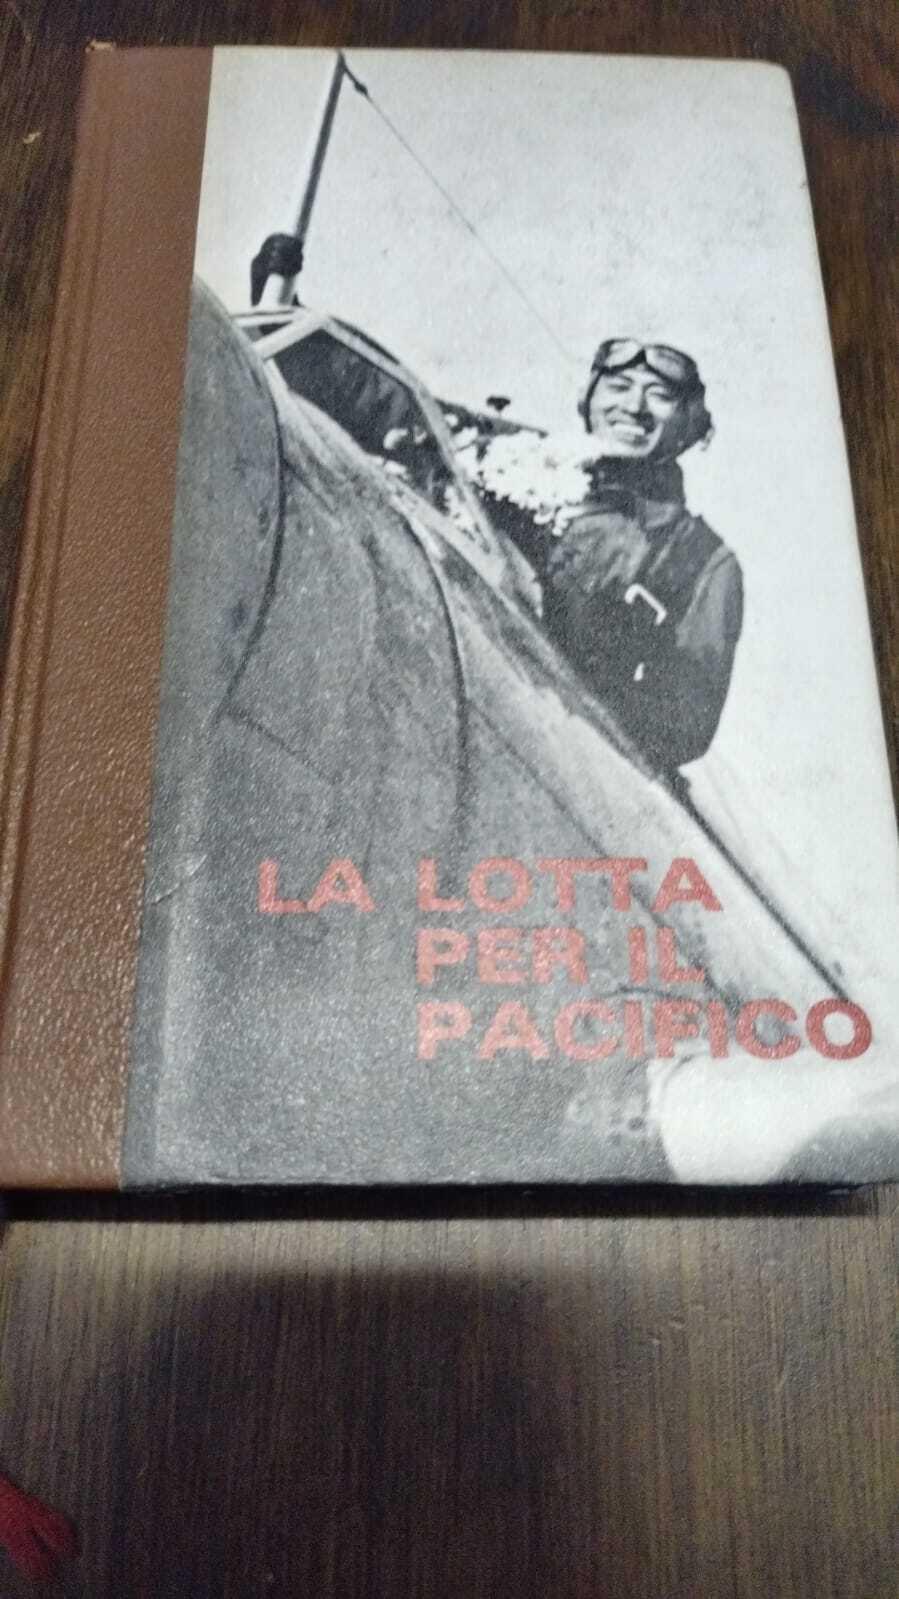 LA LOTTA
PER IL
PACIFICO